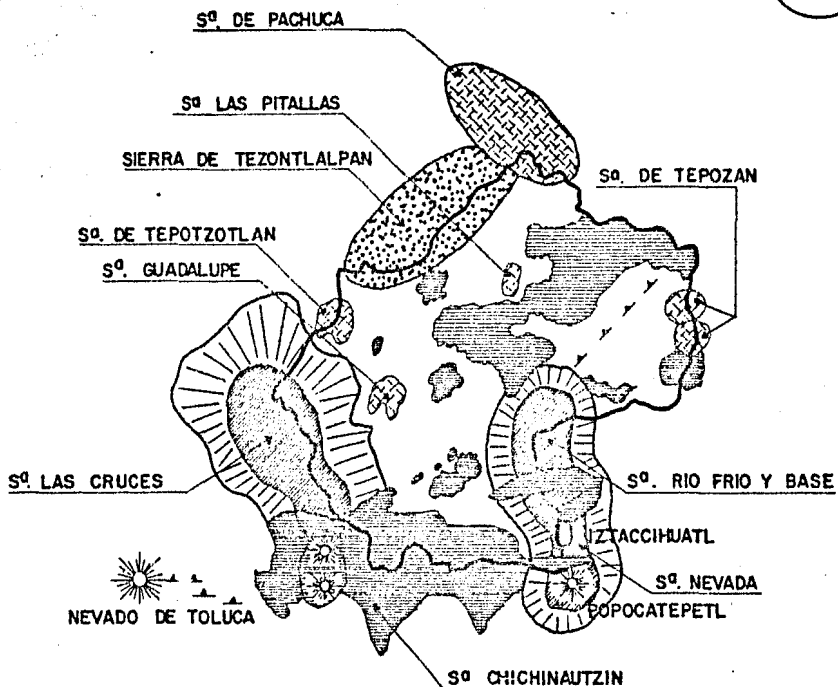 Sª. DE PACHUCA
Sª LAS PITALLAS
SIERRA DE TEZONTLALPAN
Sª. DE TEPOZAN
Sª. DE TEPOTZOTLAN
Sª. GUADALUPE
Sª. LAS CRUCES
Sª. RIO FRIO Y BASE
IZTACCIHUATL
Sª. NEVADA
NEVADO DE TOLUCA
POPOCATEPETL
Sª CHICHINAUTZIN